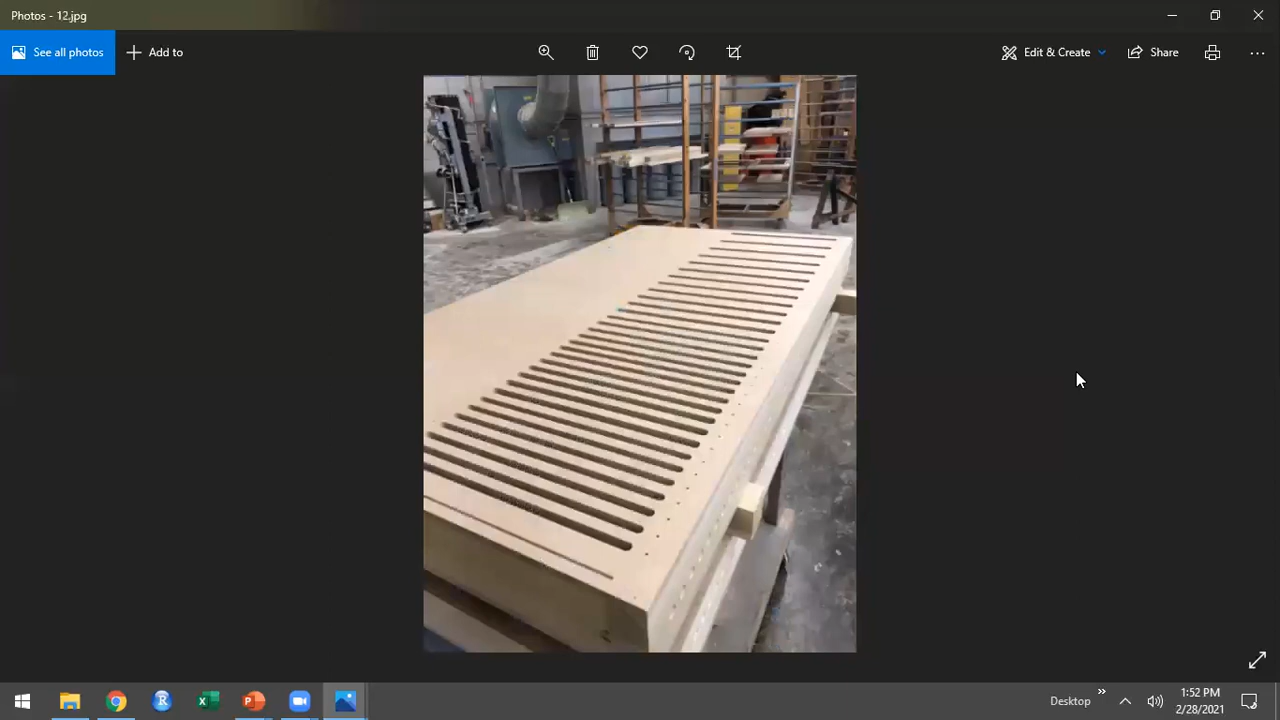 Photos - 12.jpg
See all photos
Add to
Edit & Create
Share
Desktop
1:52 PM
2/28/2021